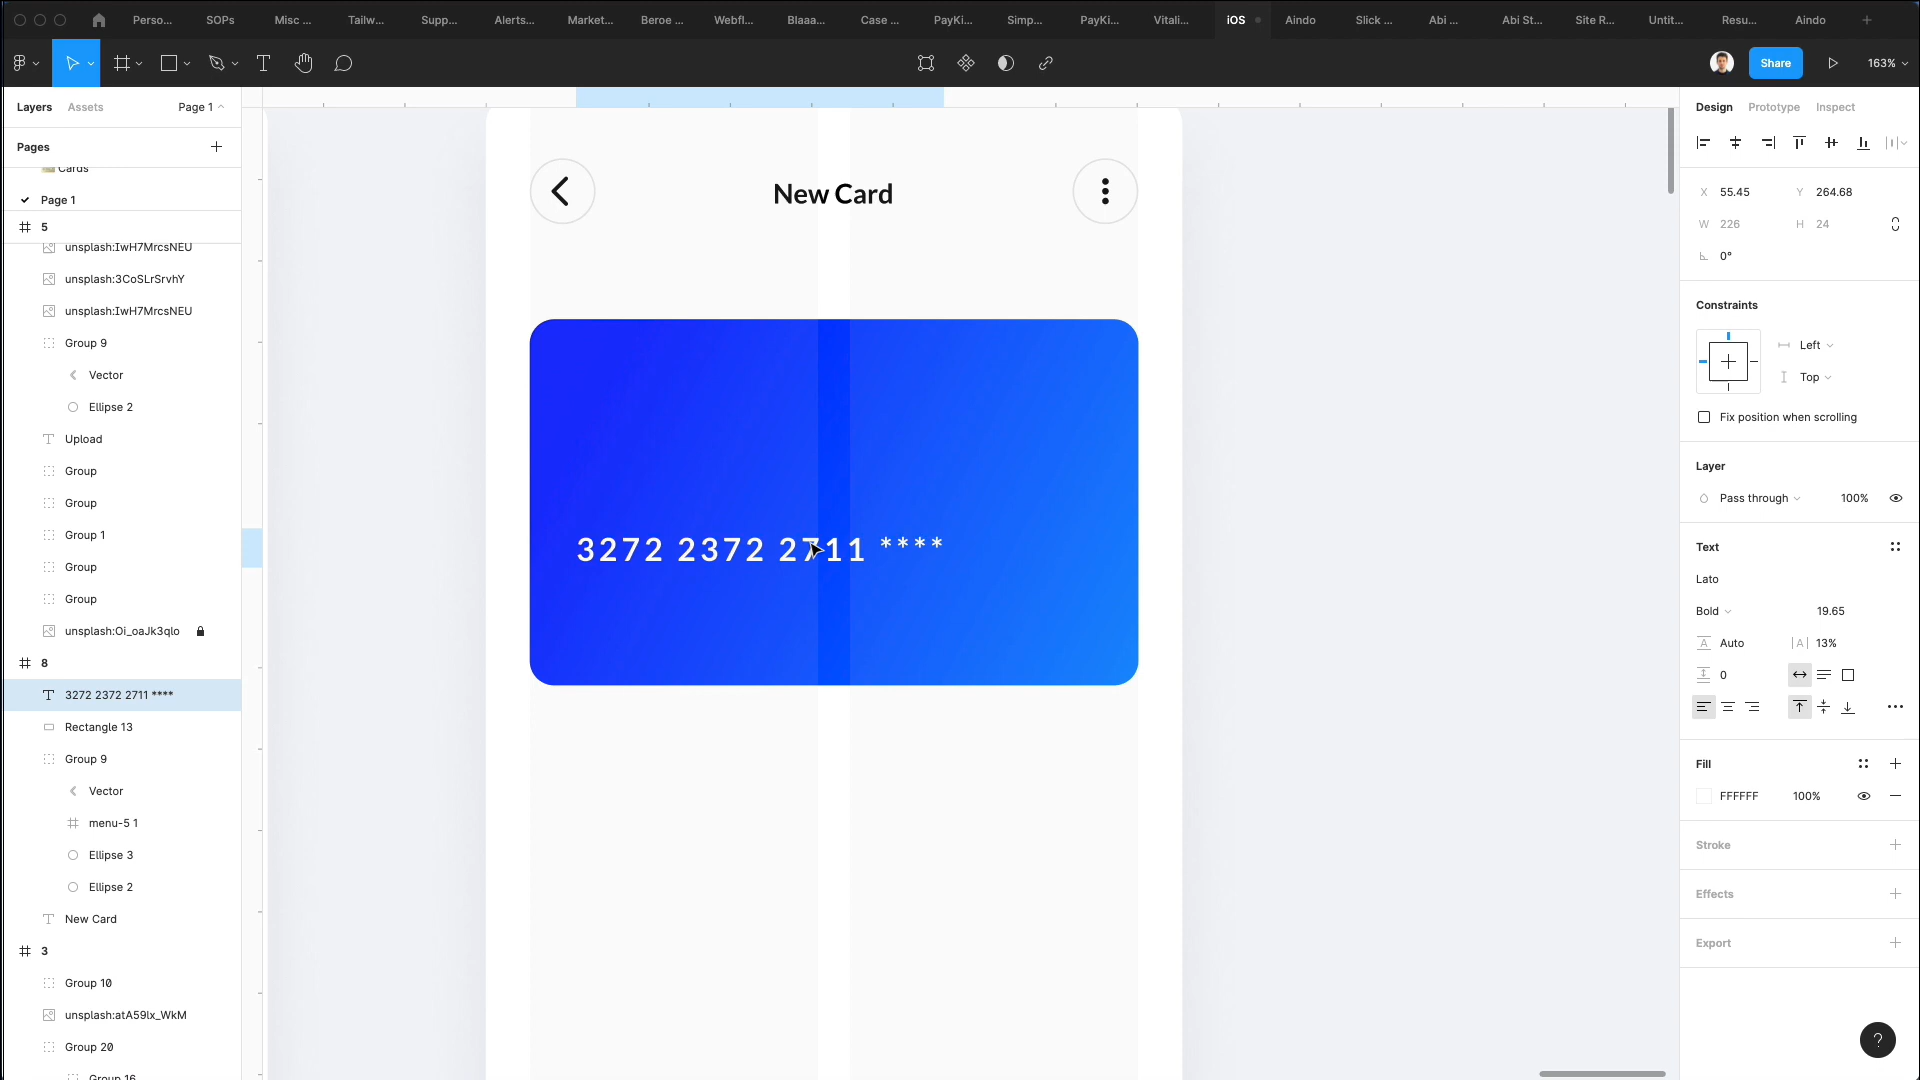 Perso...
SOPs
Misc ...
Tailw...
Supp...
Alerts...
Market...
Beroe ...
Webfl...
Blaaa...
Case ...
PayKi...
Simp...
PayKi...
Vitali...
iOS
Aindo
Slick ...
Abi ...
Abi St...
Site R...
Untit...
Resu...
Aindo
Share
163%
Layers
Assets
Page 1
Pages
Cards
Page 1
5
unsplash:IwH7MrcsNEU
unsplash:3CoSLrSrvhY
unsplash:IwH7MrcsNEU
Group 9
Vector
Ellipse 2
Upload
Group
Group
Group 1
Group
Group
unsplash:Oi_oaJk3qlo
8
3272 2372 2711 ****
Rectangle 13
Group 9
Vector
menu-5 1
Ellipse 3
Ellipse 2
New Card
3
Group 10
unsplash:atA59lx_WkM
Group 20
Group 16
New Card
3272 2372 2711 ****
Design
Prototype
Inspect
X 55.45
Y 264.68
W 226
H 24
0°
Constraints
Left
Top
Fix position when scrolling
Layer
Pass through
100%
Text
Lato
Bold
19.65
Auto
13%
0
Fill
FFFFFF
100%
Stroke
Effects
Export
?